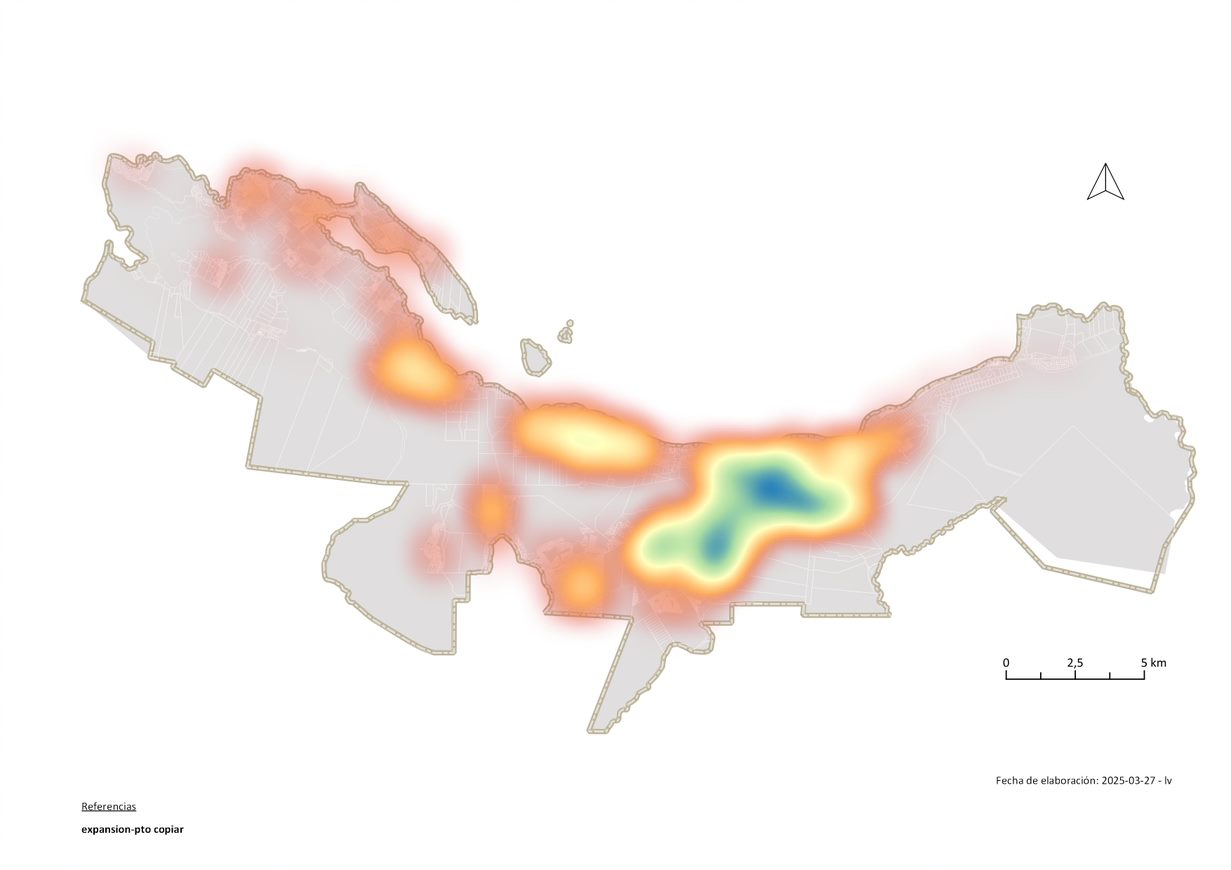 0 2,5 5 km
Fecha de elaboración: 2025-03-27 - lv
Referencias
expansion-pto copiar